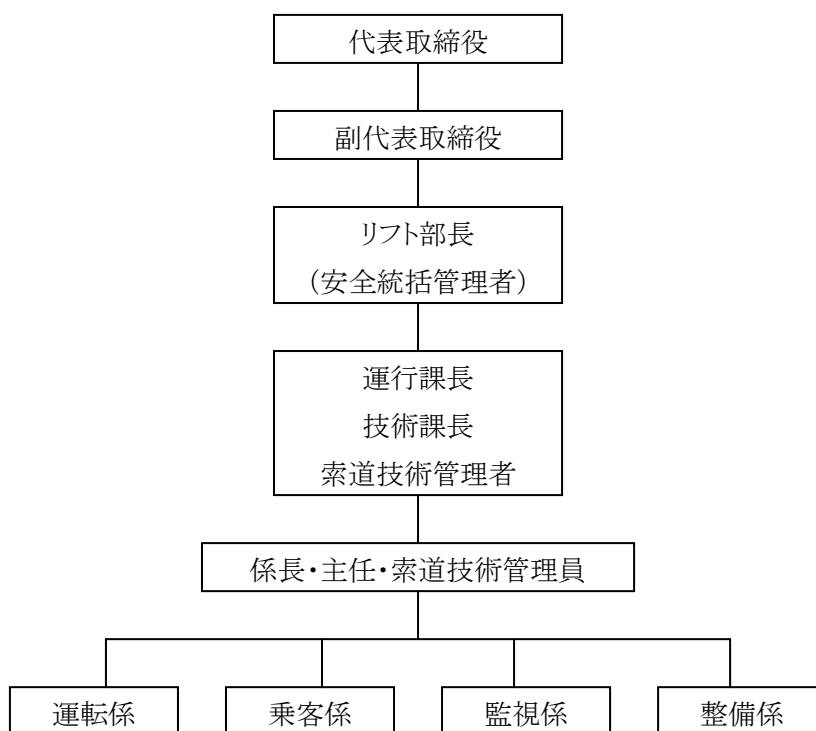 代表取締役
副代表取締役
リフト部長
(安全統括管理者)
運行課長
技術課長
索道技術管理者
係長・主任・索道技術管理員
運転係 乗客係 監視係 整備係